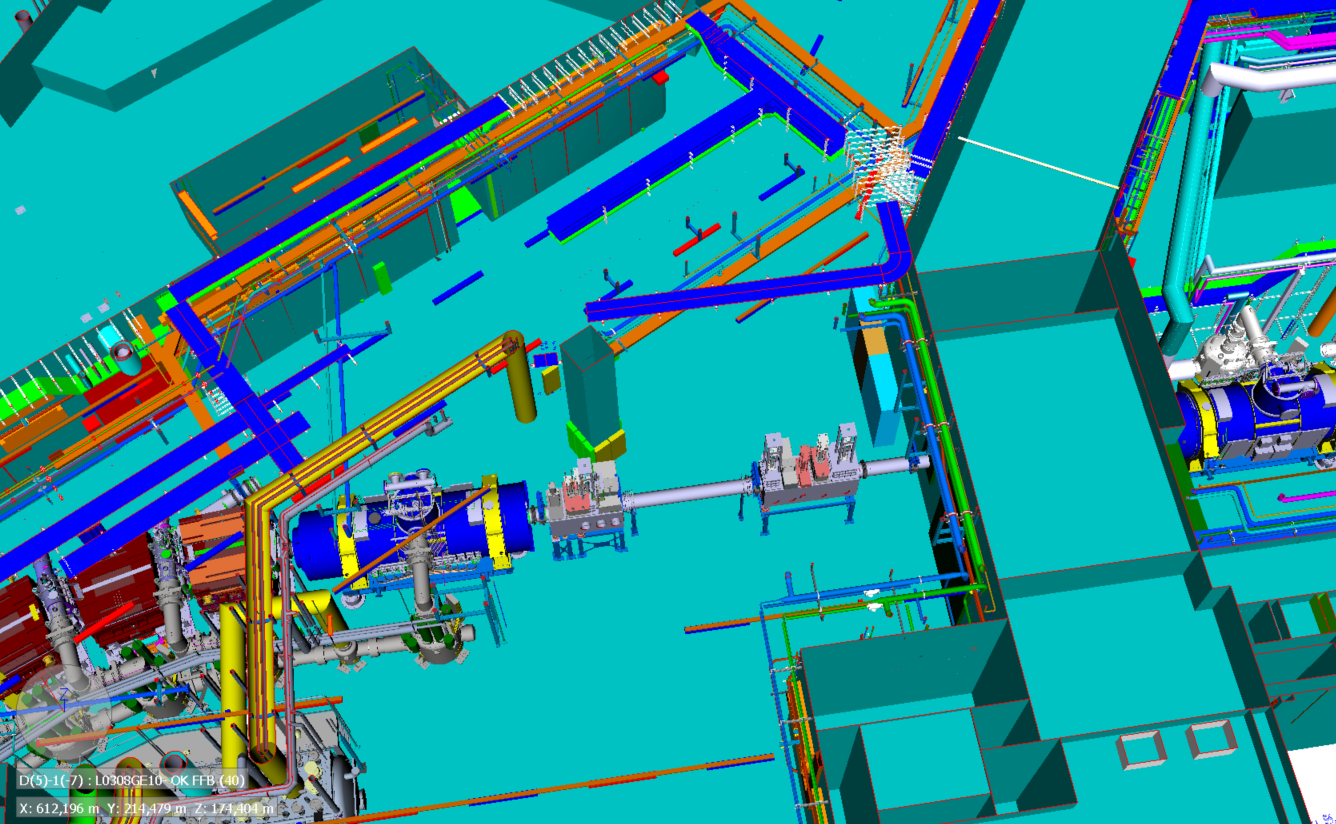 D(5)-1(-7) : L0308GE10- OK FFB (40)
X: 612,196 m Y: 214,479 m Z: 174,404 m